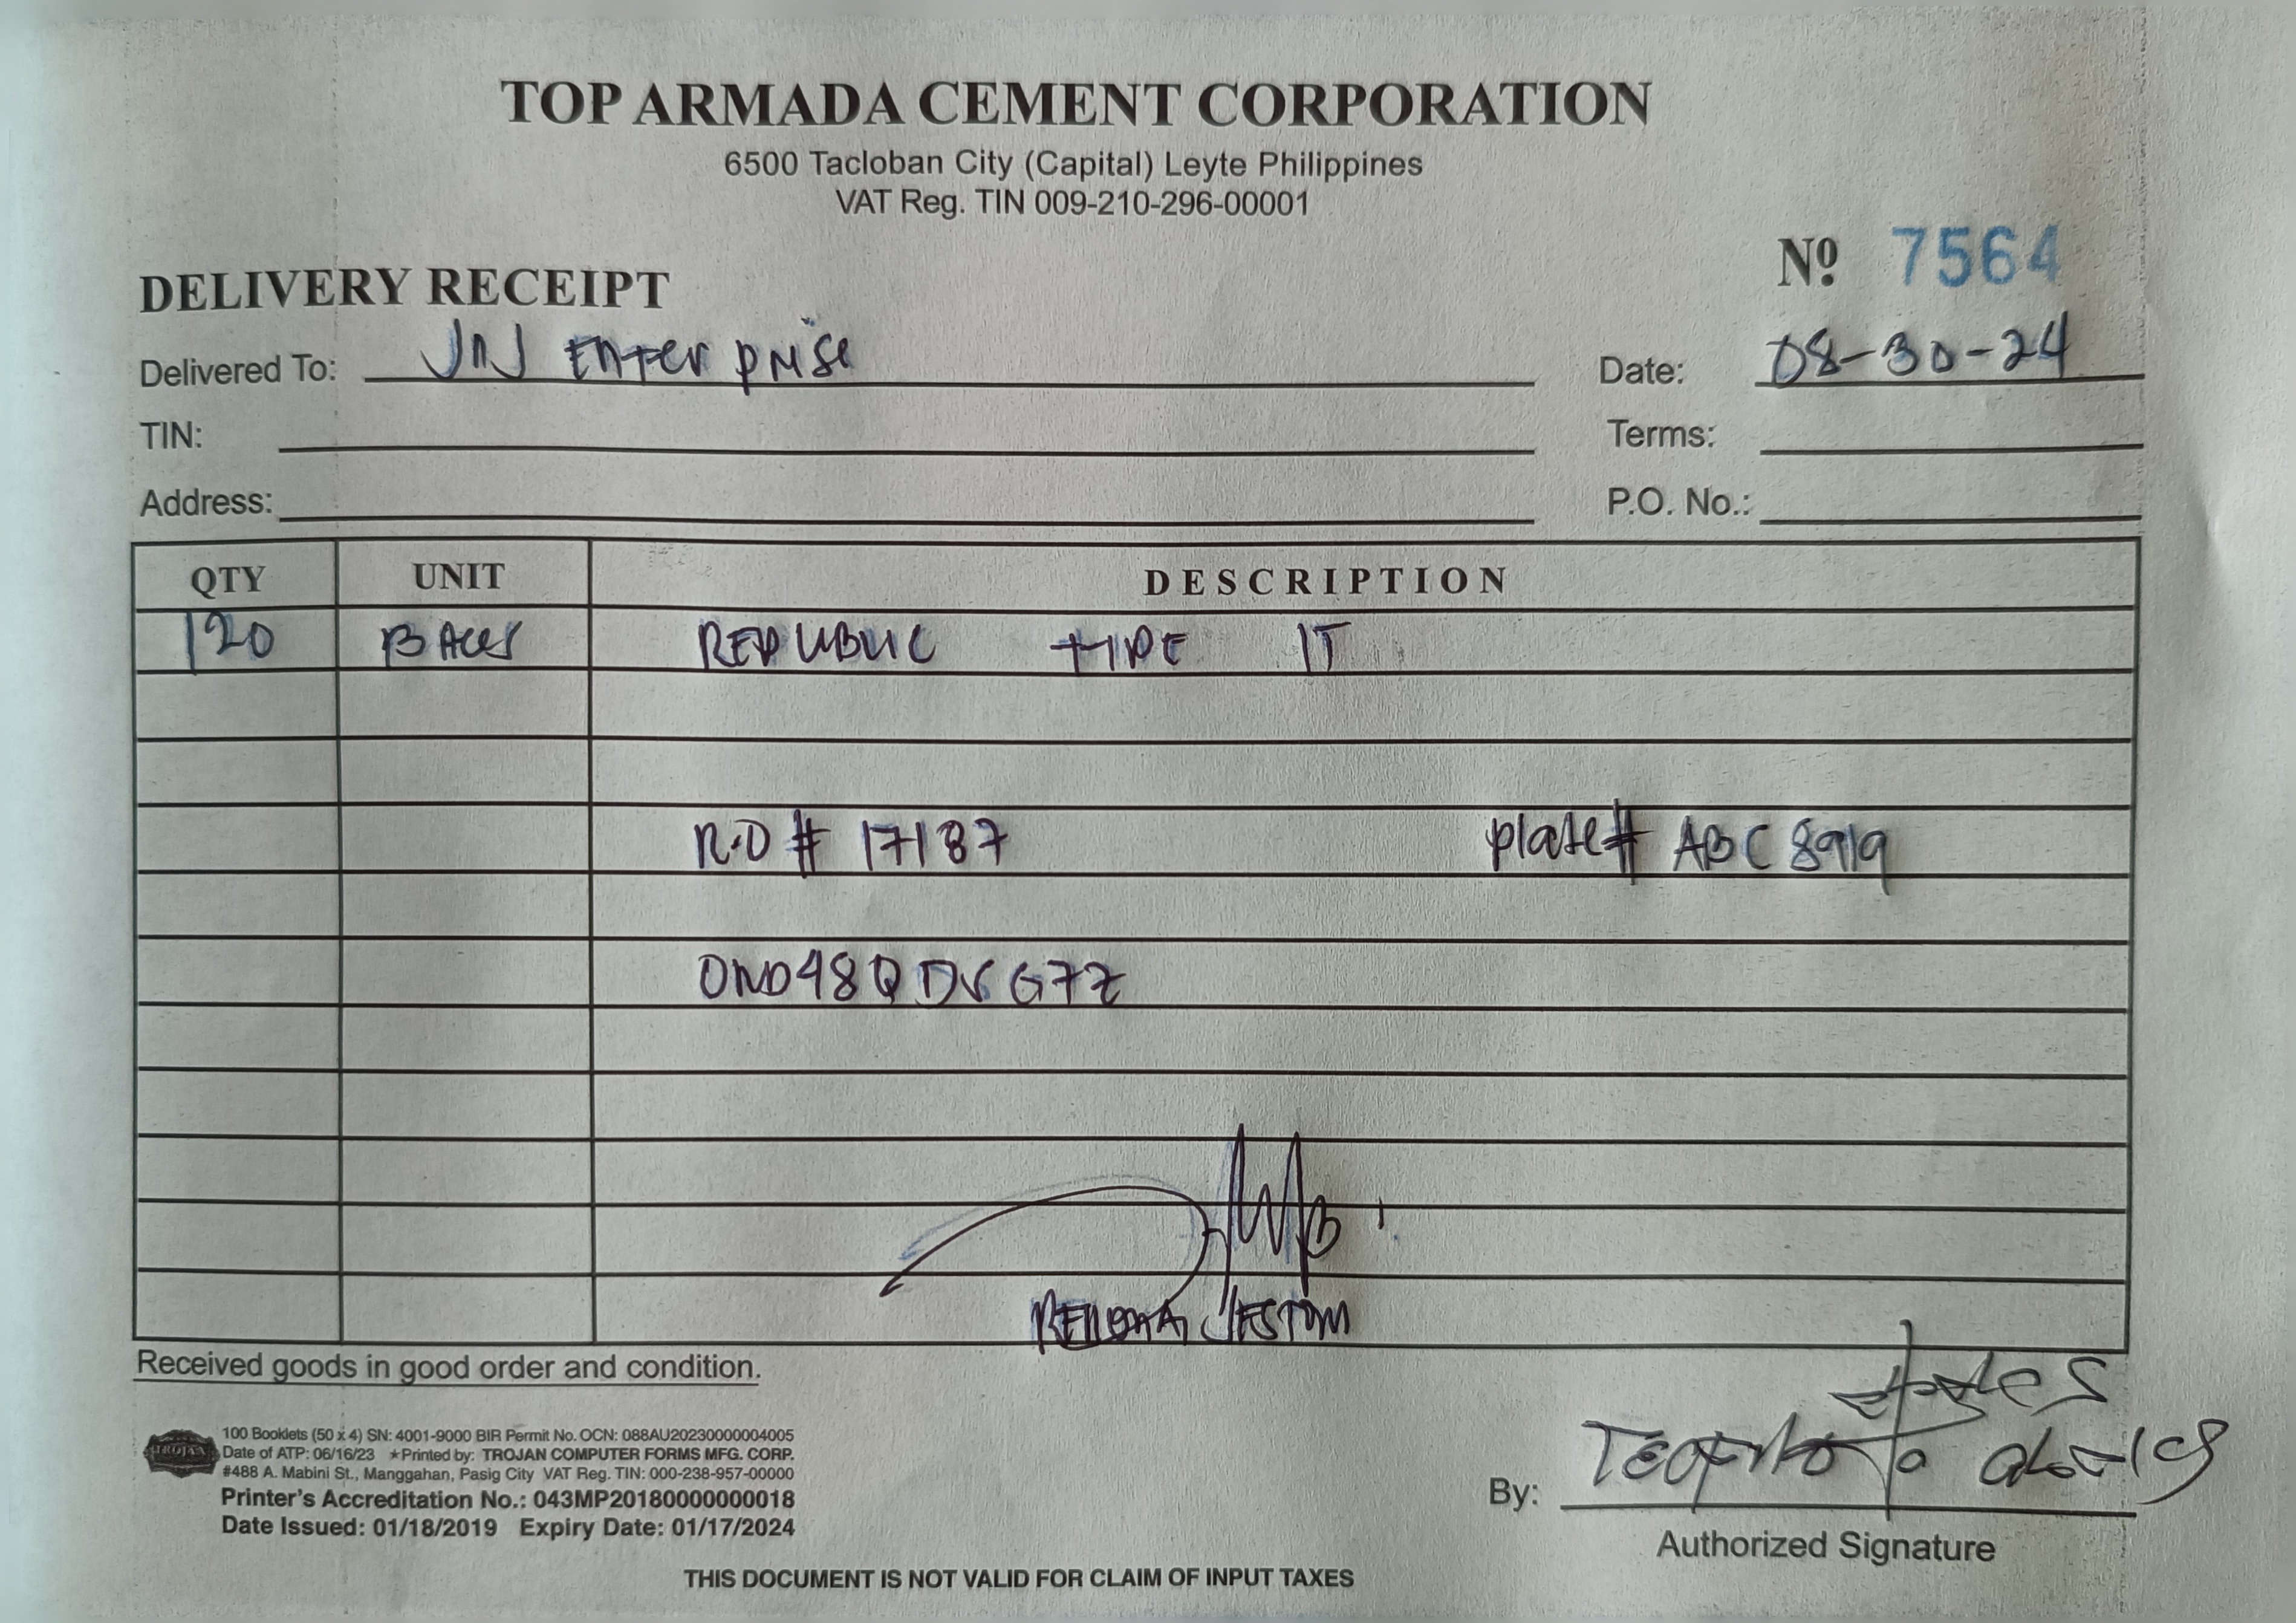 TOP ARMADA CEMENT CORPORATION
6500 Tacloban City (Capital) Leyte Philippines
VAT Reg. TIN 009-210-296-00001
Nº 7564
DELIVERY RECEIPT
Delivered To: JNJ Enterprise Date: 08-30-24
TIN: Terms:
Address: P.O. No.:
QTY UNIT DESCRIPTION
120 BAGS REPUBLIC TYPE 1T
R.O # 17187 plate# ABC 8919
Received goods in good order and condition.
TROJAN
100 Booklets (50 x 4) SN: 4001-9000 BIR Permit No. OCN: 088AU20230000004005
Date of ATP: 06/16/23 ★Printed by: TROJAN COMPUTER FORMS MFG. CORP.
#488 A. Mabini St., Manggahan, Pasig City VAT Reg. TIN: 000-238-957-00000
Printer's Accreditation No.: 043MP20180000000018
Date Issued: 01/18/2019 Expiry Date: 01/17/2024
By:
Authorized Signature
THIS DOCUMENT IS NOT VALID FOR CLAIM OF INPUT TAXES